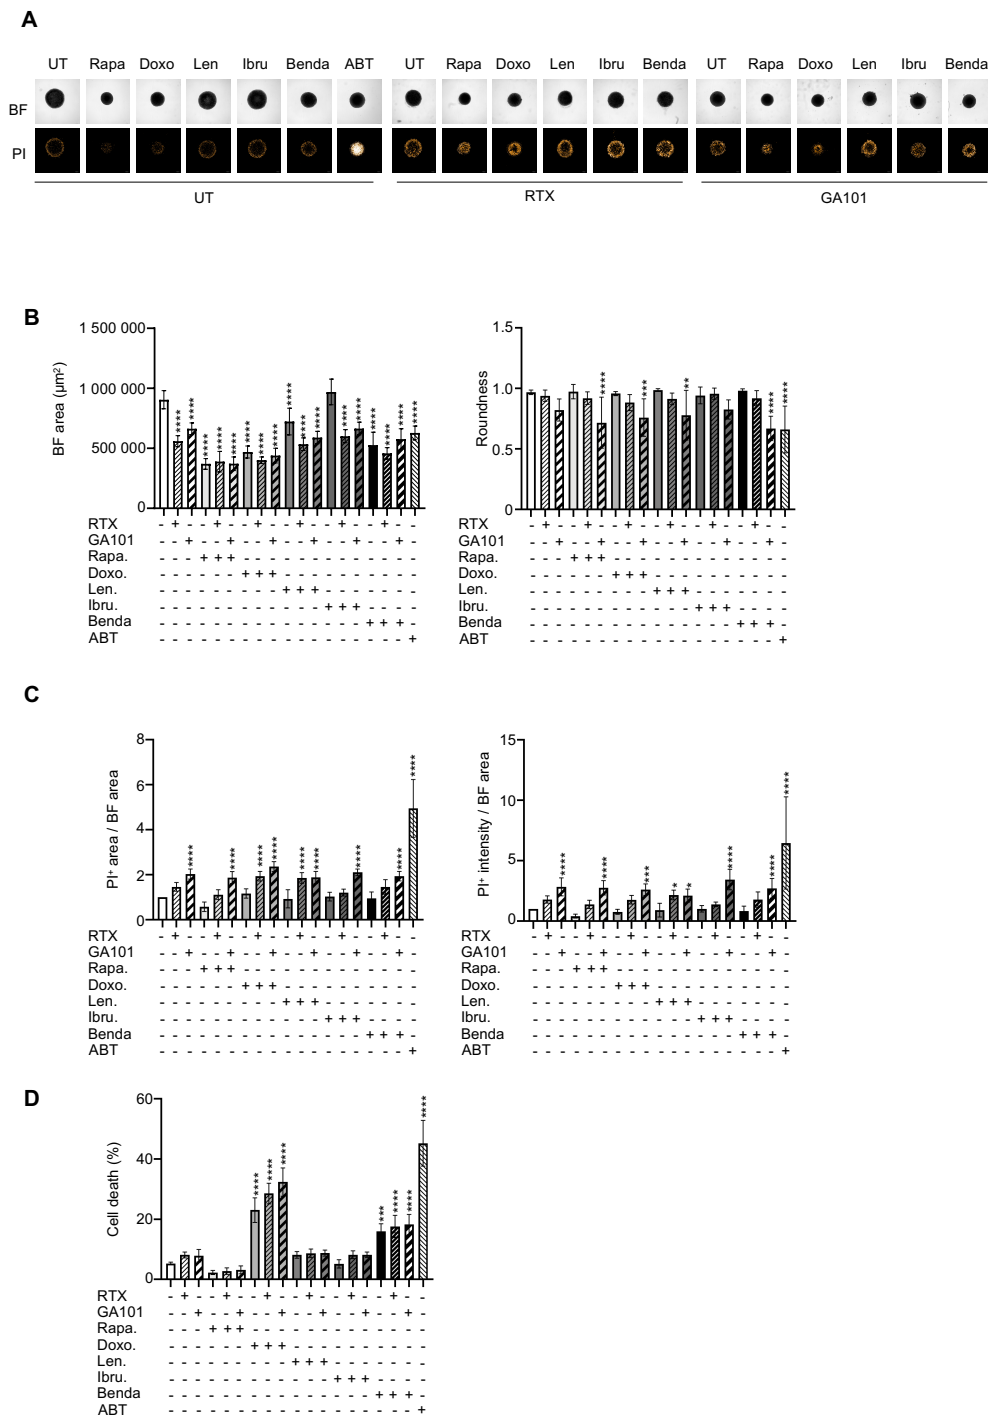 A
UT Rapa Doxo Len Ibru Benda ABT UT Rapa Doxo Len Ibru Benda UT Rapa Doxo Len Ibru Benda
BF
PI
UT RTX GA101
B
BF area (µm²)
1 500 000
1 000 000
500 000
0
**** **** **** **** **** **** **** **** **** **** **** **** **** **** **** **** ****
RTX - + - - + - - + - - + - - + - - + - -
GA101 - - + - - + - - + - - + - - + - - + -
Rapa. - - - + + + - - - - - - - - - - - - -
Doxo. - - - - - - + + + - - - - - - - - - -
Len. - - - - - - - - - + + + - - - - - - -
Ibru. - - - - - - - - - - - - + + + - - - -
Benda - - - - - - - - - - - - - - - + + + -
ABT - - - - - - - - - - - - - - - - - - +
Roundness
1.5
1.0
0.5
0
**** *** ** **** ****
RTX - + - - + - - + - - + - - + - - + - -
GA101 - - + - - + - - + - - + - - + - - + -
Rapa. - - - + + + - - - - - - - - - - - - -
Doxo. - - - - - - + + + - - - - - - - - - -
Len. - - - - - - - - - + + + - - - - - - -
Ibru. - - - - - - - - - - - - + + + - - - -
Benda - - - - - - - - - - - - - - - + + + -
ABT - - - - - - - - - - - - - - - - - - +
C
PI⁺ area / BF area
8
6
4
2
0
**** **** **** **** **** **** **** **** ****
RTX - + - - + - - + - - + - - + - - + - -
GA101 - - + - - + - - + - - + - - + - - + -
Rapa. - - - + + + - - - - - - - - - - - - -
Doxo. - - - - - - + + + - - - - - - - - - -
Len. - - - - - - - - - + + + - - - - - - -
Ibru. - - - - - - - - - - - - + + + - - - -
Benda - - - - - - - - - - - - - - - + + + -
ABT - - - - - - - - - - - - - - - - - - +
PI⁺ intensity / BF area
15
10
5
0
**** **** *** * * **** **** ****
RTX - + - - + - - + - - + - - + - - + - -
GA101 - - + - - + - - + - - + - - + - - + -
Rapa. - - - + + + - - - - - - - - - - - - -
Doxo. - - - - - - + + + - - - - - - - - - -
Len. - - - - - - - - - + + + - - - - - - -
Ibru. - - - - - - - - - - - - + + + - - - -
Benda - - - - - - - - - - - - - - - + + + -
ABT - - - - - - - - - - - - - - - - - - +
D
Cell death (%)
60
40
20
0
**** **** **** *** **** **** ****
RTX - + - - + - - + - - + - - + - - + - -
GA101 - - + - - + - - + - - + - - + - - + -
Rapa. - - - + + + - - - - - - - - - - - - -
Doxo. - - - - - - + + + - - - - - - - - - -
Len. - - - - - - - - - + + + - - - - - - -
Ibru. - - - - - - - - - - - - + + + - - - -
Benda - - - - - - - - - - - - - - - + + + -
ABT - - - - - - - - - - - - - - - - - - +